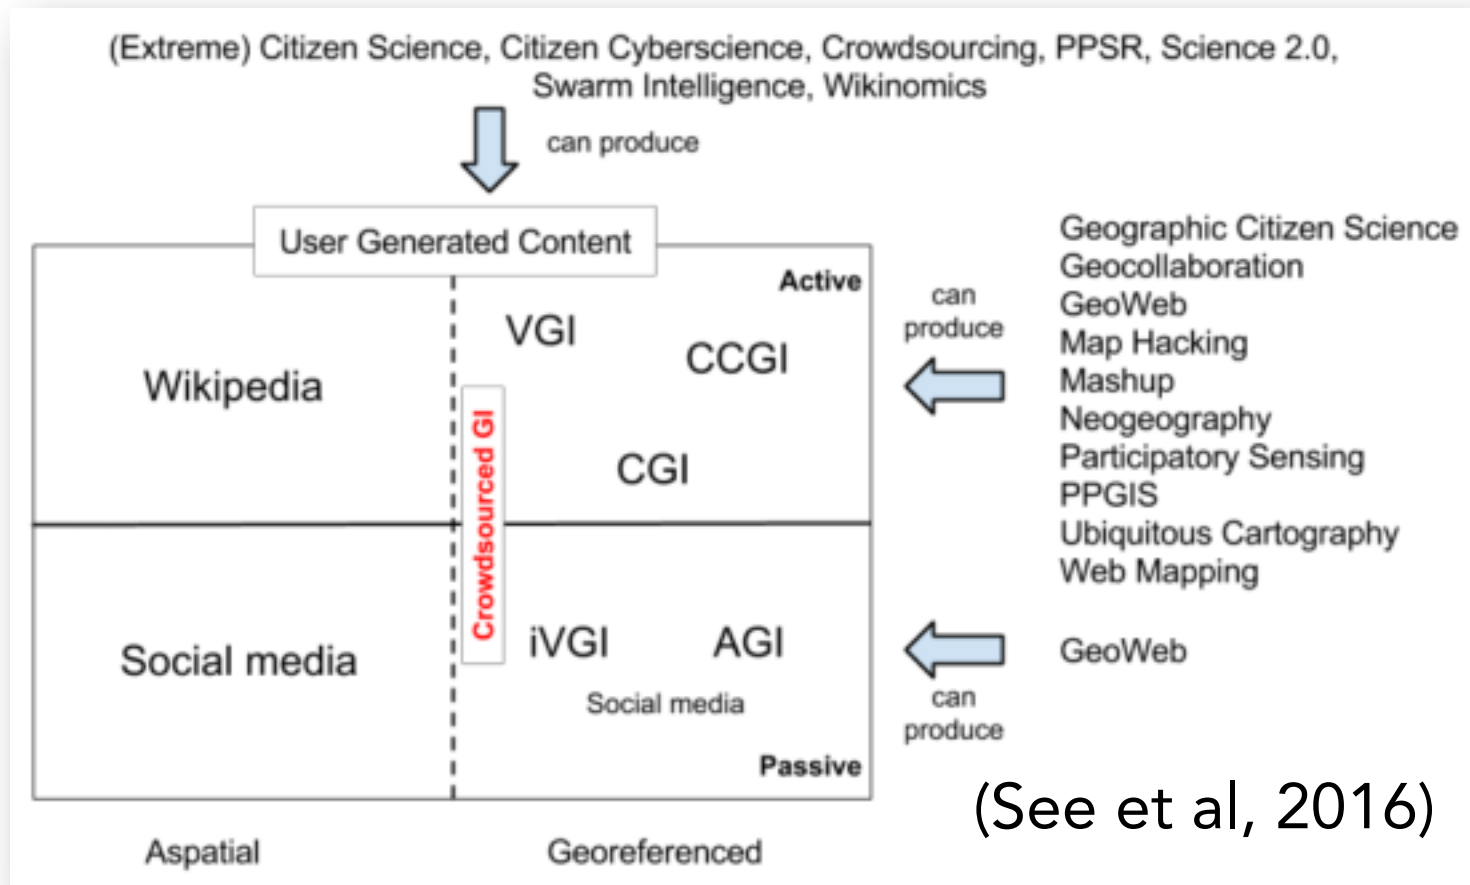 (Extreme) Citizen Science, Citizen Cyberscience, Crowdsourcing, PPSR, Science 2.0,
Swarm Intelligence, Wikinomics
can produce
User Generated Content
Active
VGI
CCGI
Wikipedia
CGI
Crowdsourced GI
Social media
iVGI
AGI
Social media
Passive
Aspatial
Georeferenced
can
produce
Geographic Citizen Science
Geocollaboration
GeoWeb
Map Hacking
Mashup
Neogeography
Participatory Sensing
PPGIS
Ubiquitous Cartography
Web Mapping
GeoWeb
can
produce
(See et al, 2016)